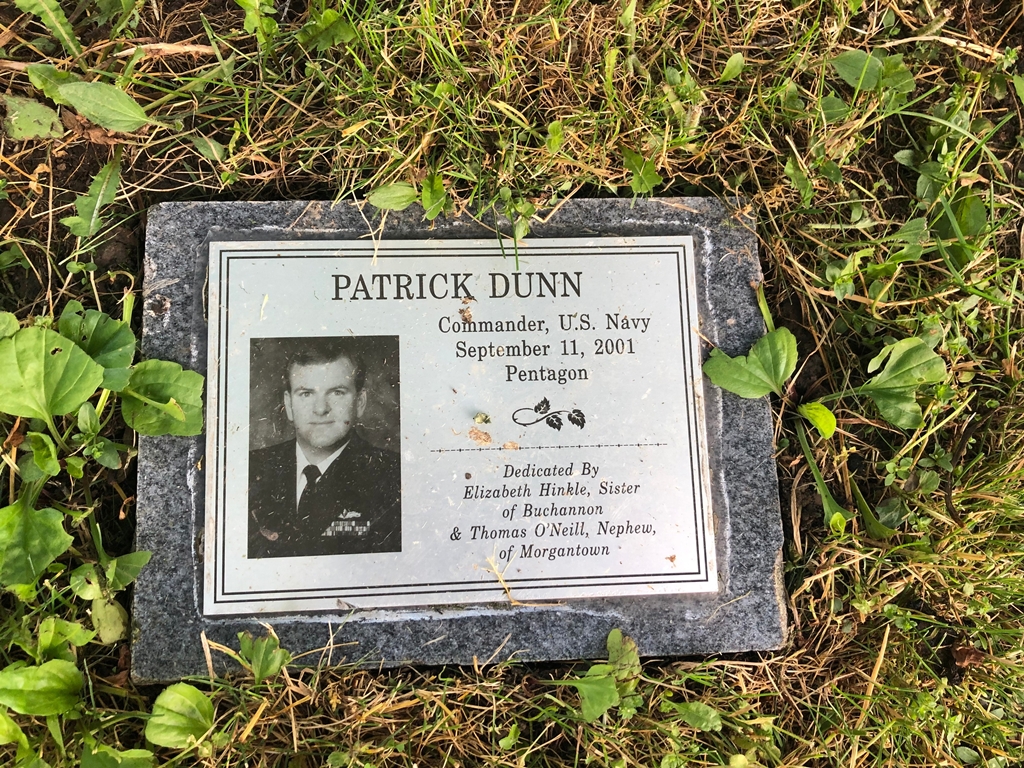 PATRICK DUNN
Commander, U.S. Navy
September 11, 2001
Pentagon
Dedicated By
Elizabeth Hinkle, Sister
of Buchannon
& Thomas O'Neill, Nephew,
of Morgantown